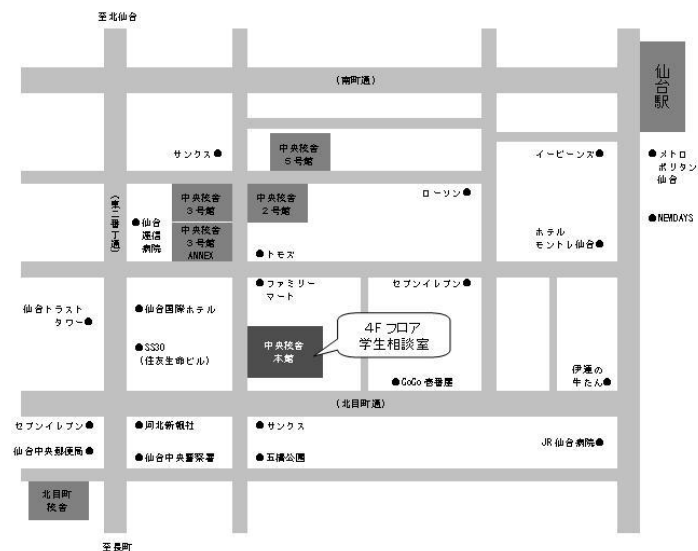 至北仙台
(南町通)
仙台駅
サンクス
中央校舎
5号館
イービーンズ
メトロ
ポリタン
仙台
中央校舎
3号館
中央校舎
2号館
ローソン
(東二番丁通)
仙台
逓信
病院
中央校舎
3号館
ANNEX
トモズ
ホテル
モントレ仙台
NEWDAYS
ファミリー
マート
セブンイレブン
仙台トラスト
タワー
仙台国際ホテル
4Fフロア
学生相談室
SS30
(住友生命ビル)
中央校舎
本館
伊達の
牛たん
CoCo壱番屋
(北目町通)
セブンイレブン
河北新報社
サンクス
仙台中央郵便局
仙台中央警察署
五橋公園
JR仙台病院
北目町
校舎
至長町